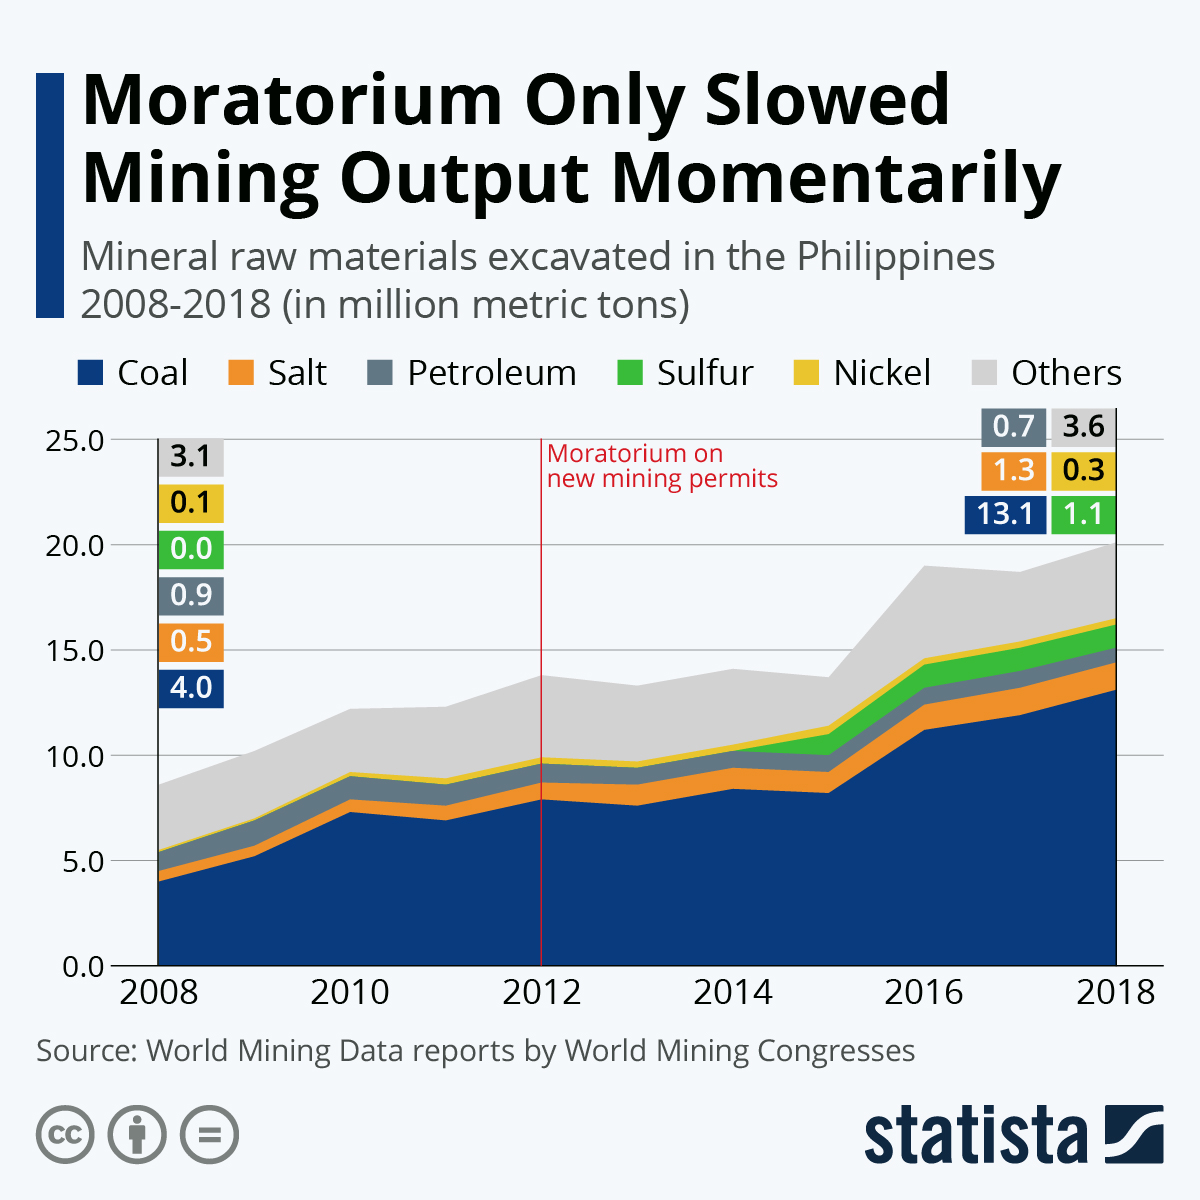 Moratorium Only Slowed
Mining Output Momentarily
Mineral raw materials excavated in the Philippines
2008-2018 (in million metric tons)
Coal Salt Petroleum Sulfur Nickel Others
25.0
20.0
15.0
10.0
5.0
0.0
3.1
0.1
0.0
0.9
0.5
4.0
Moratorium on
new mining permits
0.7 3.6
1.3 0.3
13.1 1.1
2008 2010 2012 2014 2016 2018
Source: World Mining Data reports by World Mining Congresses
cc
statista